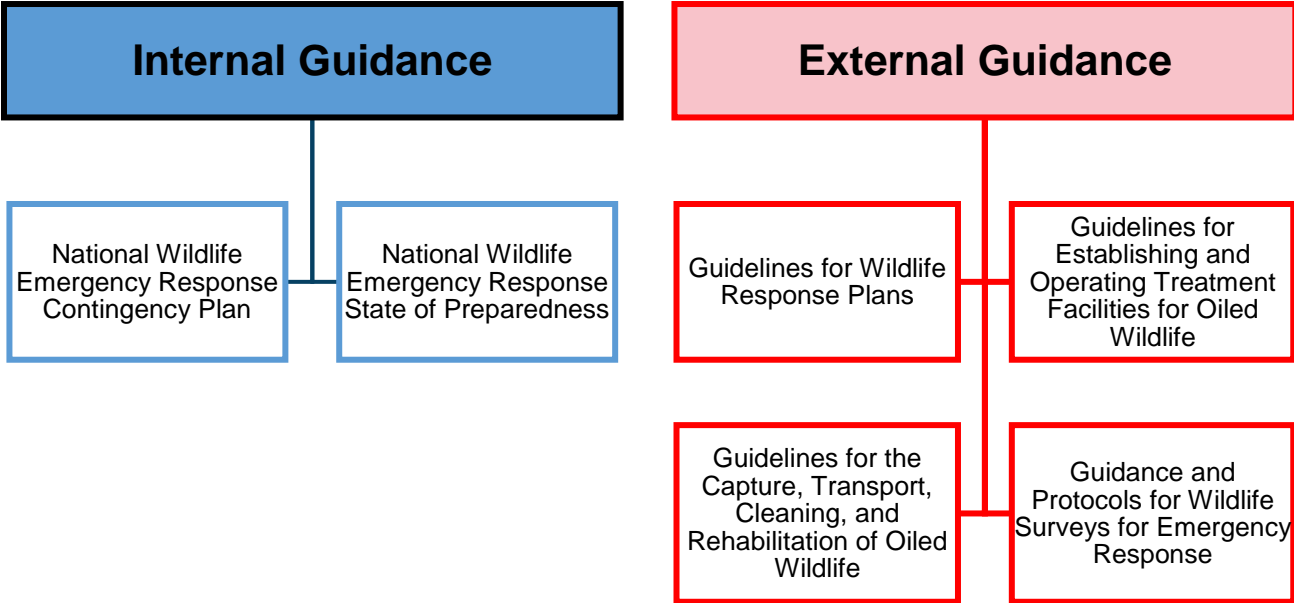 Internal Guidance
External Guidance
National Wildlife
Emergency Response
Contingency Plan
National Wildlife
Emergency Response
State of Preparedness
Guidelines for Wildlife
Response Plans
Guidelines for
Establishing and
Operating Treatment
Facilities for Oiled
Wildlife
Guidelines for the
Capture, Transport,
Cleaning, and
Rehabilitation of Oiled
Wildlife
Guidance and
Protocols for Wildlife
Surveys for Emergency
Response